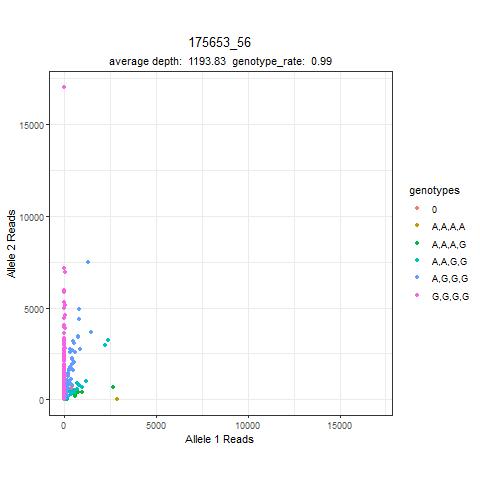 175653_56
average depth:  1193.83  genotype_rate:  0.99
Allele 2 Reads
15000
10000
5000
0
0
5000
10000
15000
Allele 1 Reads
genotypes
0
A,A,A,A
A,A,A,G
A,A,G,G
A,G,G,G
G,G,G,G